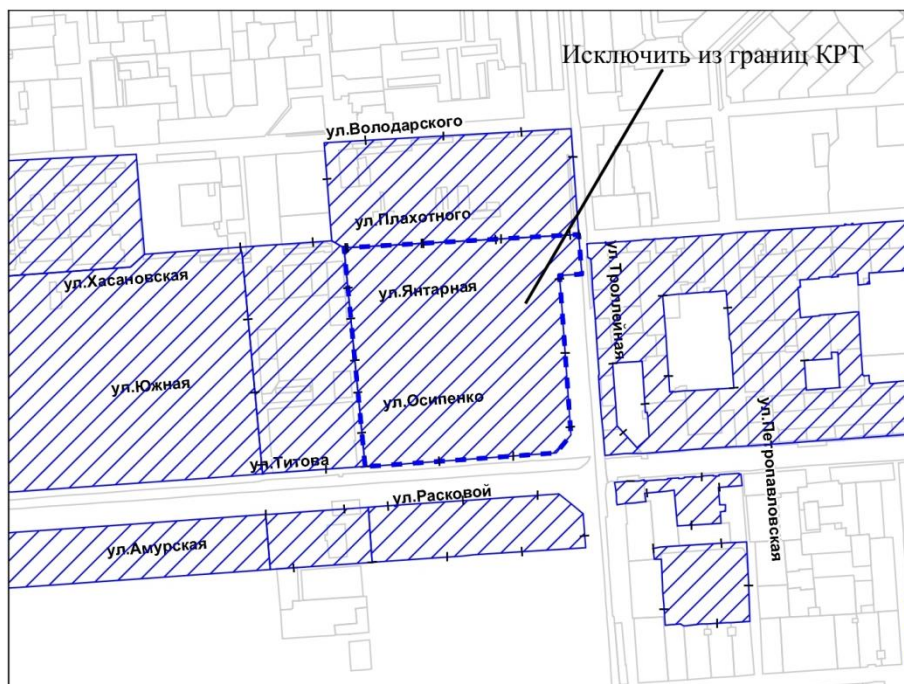 Исключить из границ КРТ
ул.Володарского
ул.Плахотного
ул.Хасановская
ул.Янтарная
ул.Троллейная
ул.Южная
ул.Осипенко
ул.Петропавловская
ул.Титова
ул.Расковой
ул.Амурская